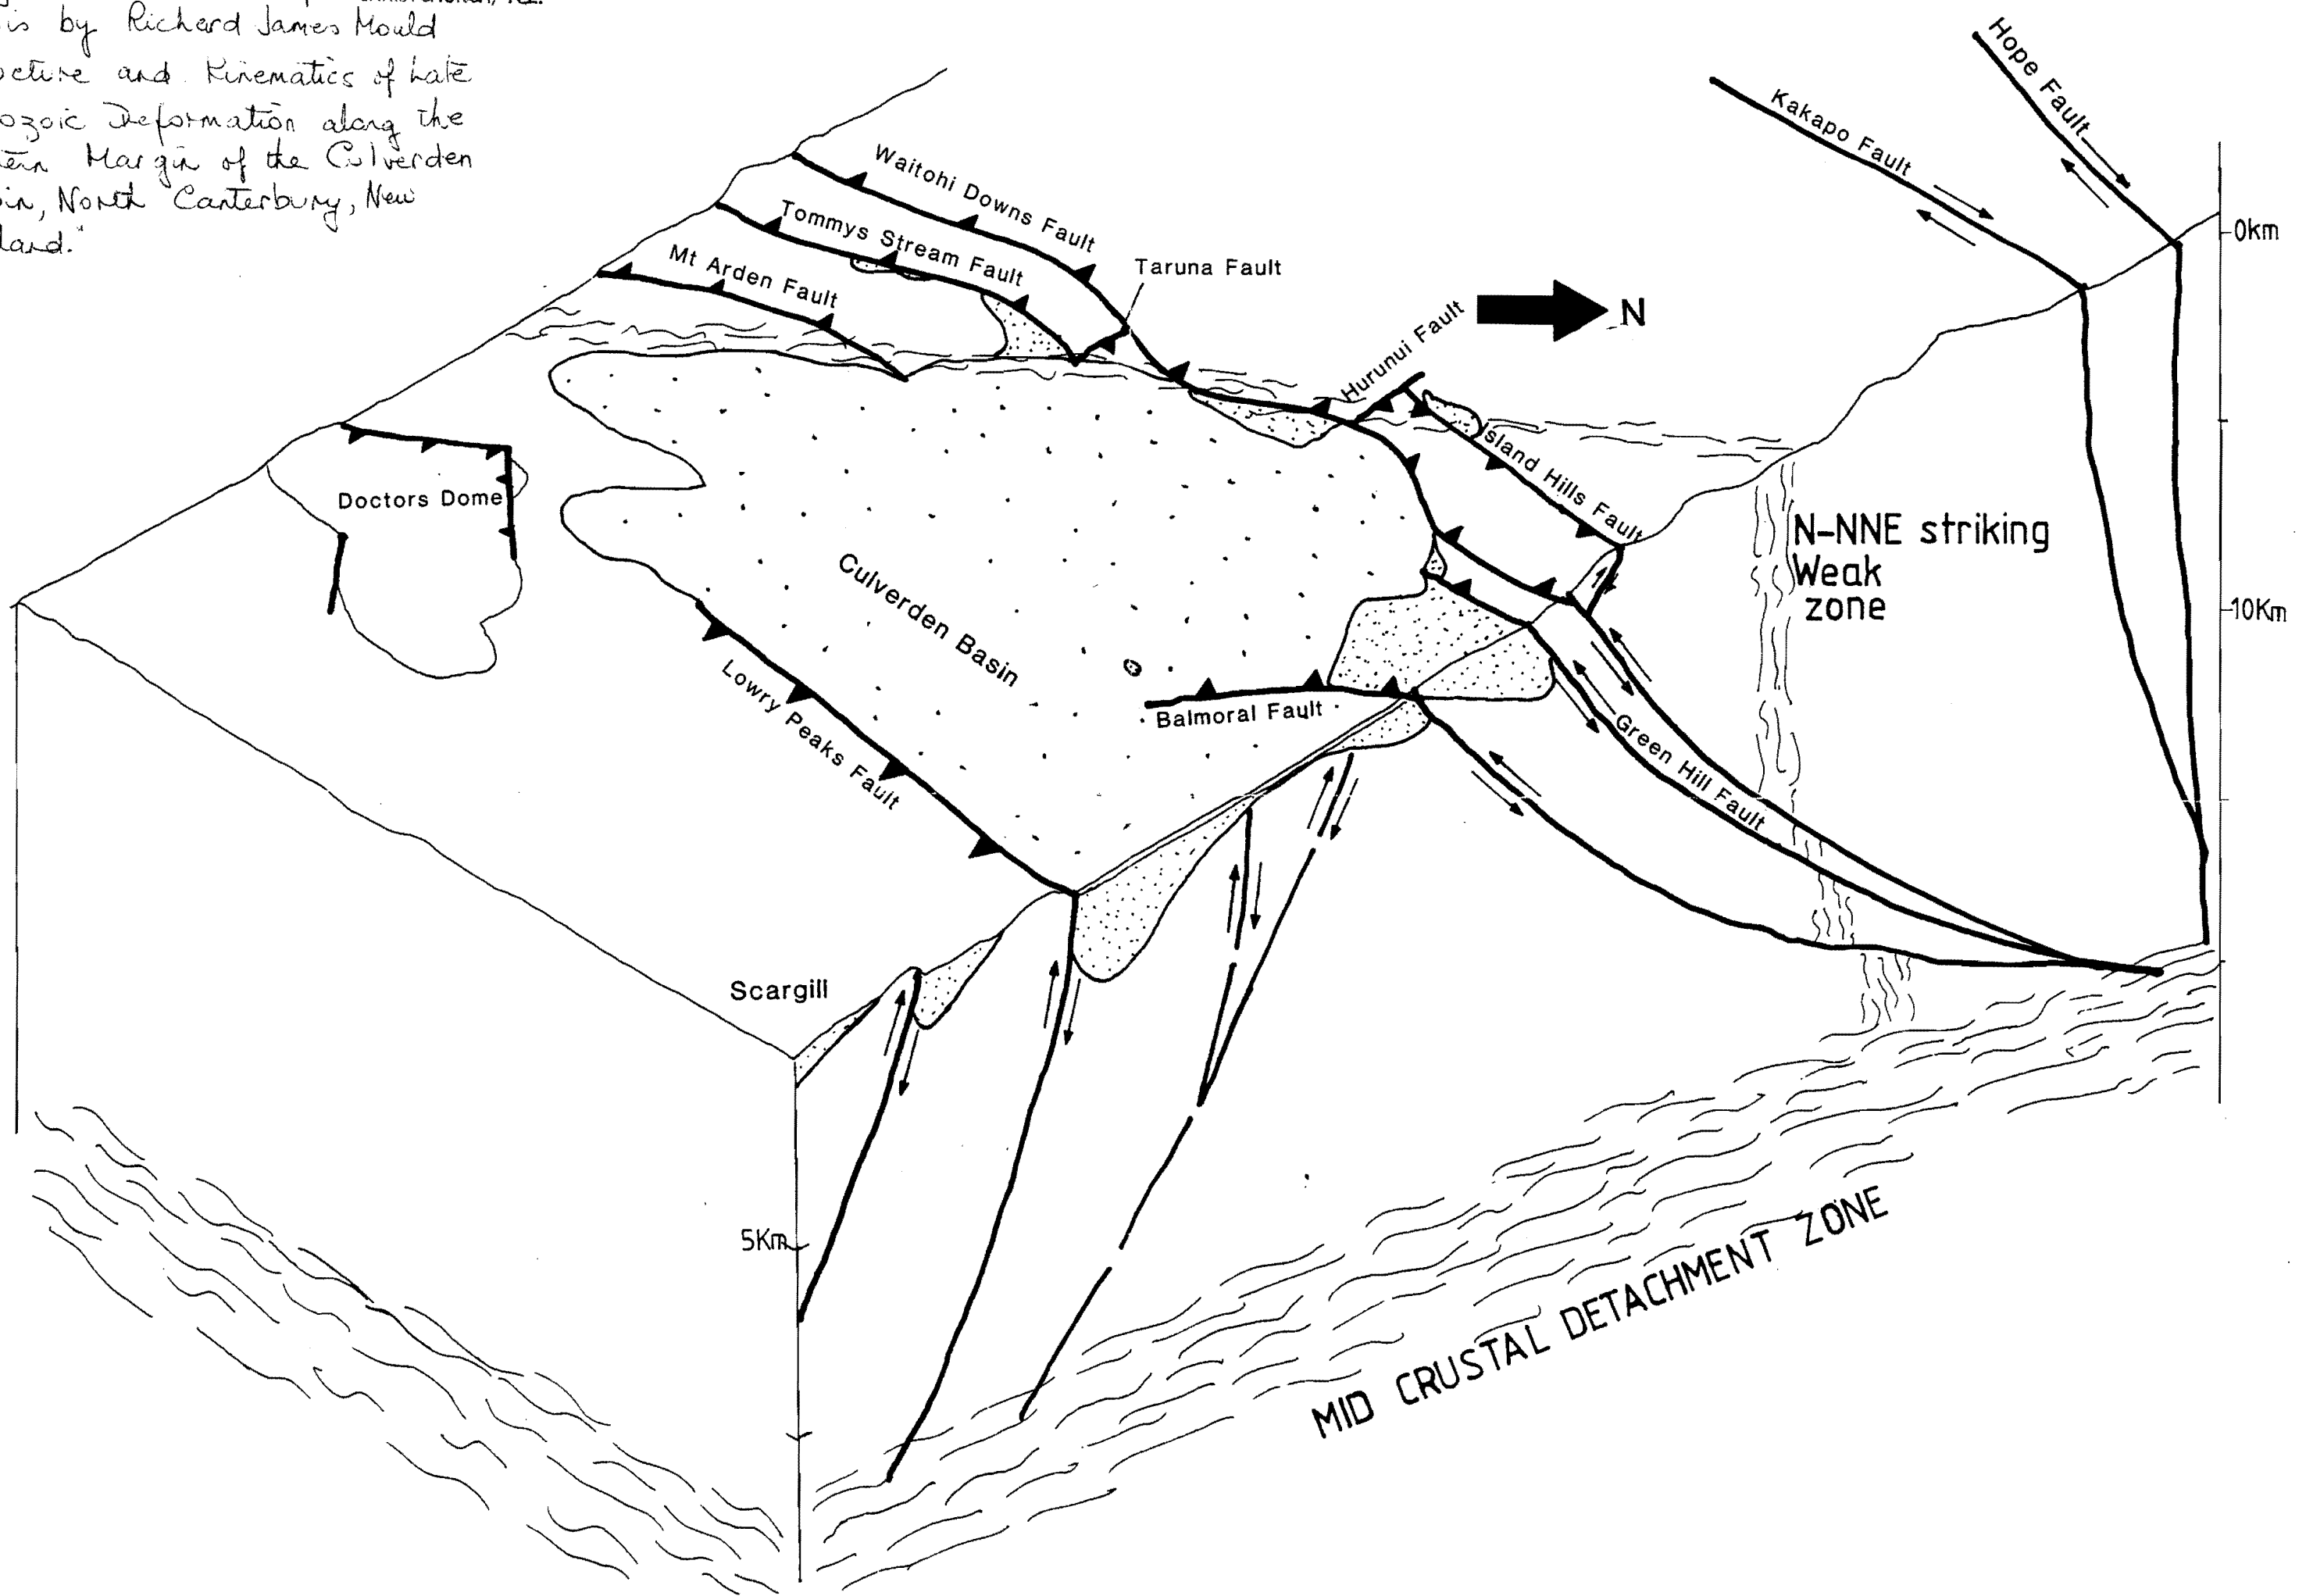 is by Richard James Mould
cture and Kinematics of Late
ozoic Deformation along the
tern Margin of the Culverden
in, North Canterbury, New
land."
Hope Fault
Kakapo Fault
Waitohi Downs Fault
Tommys Stream Fault
Mt Arden Fault
Taruna Fault
0km
N
Hurunui Fault
Island Hills Fault
Doctors Dome
N-NNE striking
Weak
zone
Culverden Basin
10Km
Lowry Peaks Fault
Balmoral Fault
Green Hill Fault
Scargill
5Km
MID CRUSTAL DETACHMENT ZONE